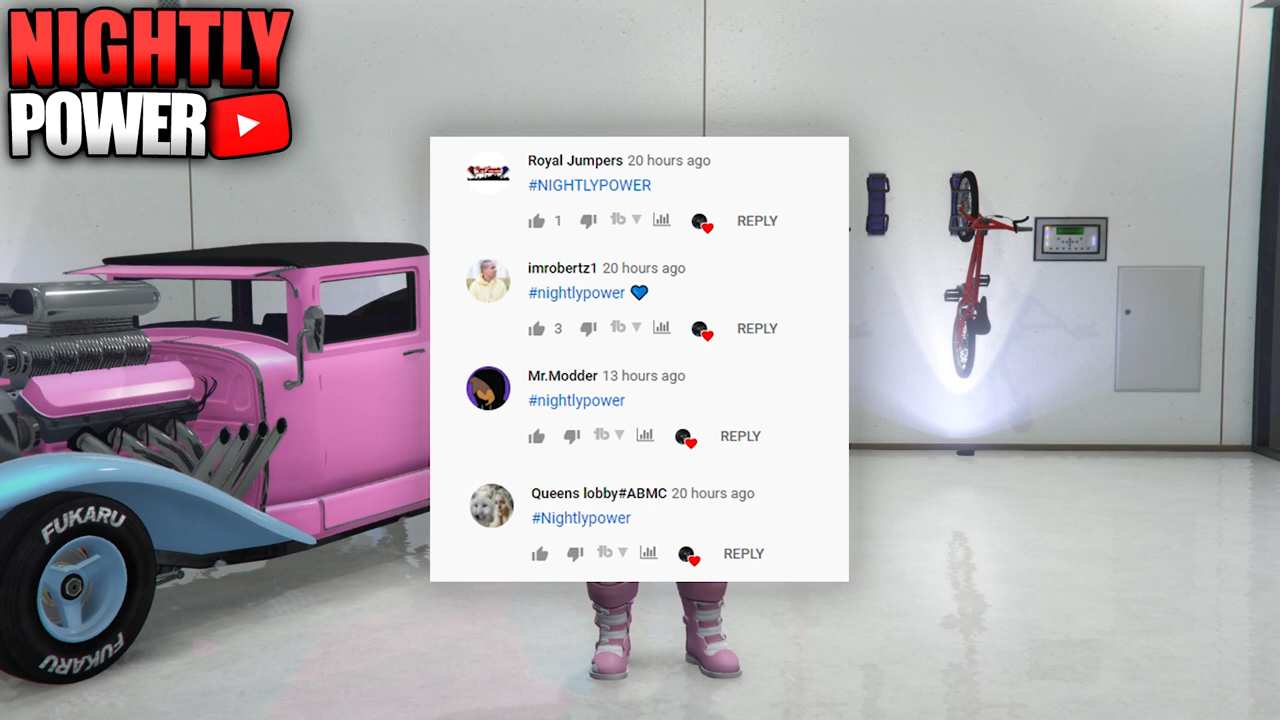 NIGHTLY
POWER
Royal Jumpers 20 hours ago
#NIGHTLYPOWER
1 REPLY
imrobertz1 20 hours ago
#nightlypower 💙
3 REPLY
Mr.Modder 13 hours ago
#nightlypower
REPLY
Queens lobby#ABMC 20 hours ago
#Nightlypower
REPLY
FUKARU
FUKARU